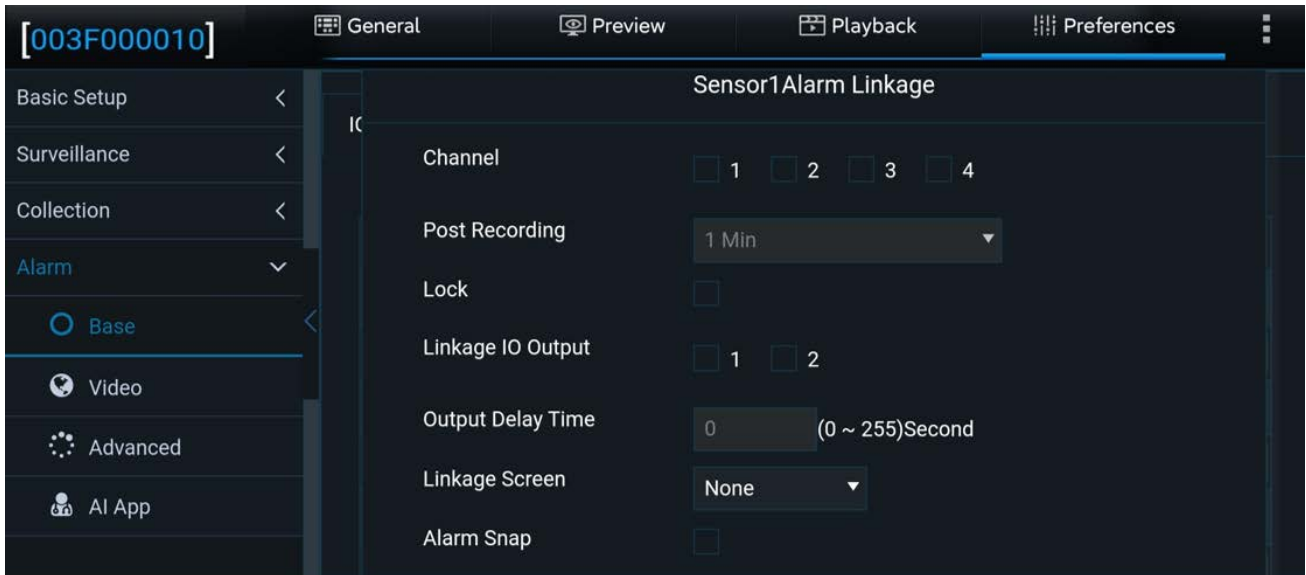 [003F000010]
General
Preview
Playback
Preferences
Basic Setup
Surveillance
Collection
Alarm
Base
Video
Advanced
AI App
Sensor1Alarm Linkage
Channel 1 2 3 4
Post Recording 1 Min
Lock
Linkage IO Output 1 2
Output Delay Time 0 (0 ~ 255)Second
Linkage Screen None
Alarm Snap